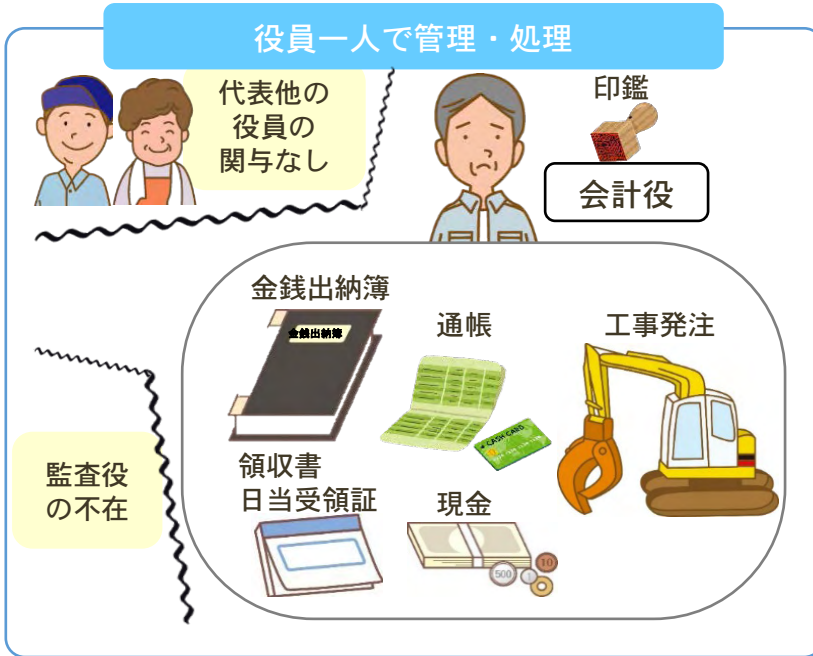 役員一人で管理・処理
代表他の
役員の
関与なし
印鑑
会計役
金銭出納簿
金銭出納簿
通帳
CASH CARD
工事発注
監査役
の不在
領収書
日当受領証
現金
500
1
10